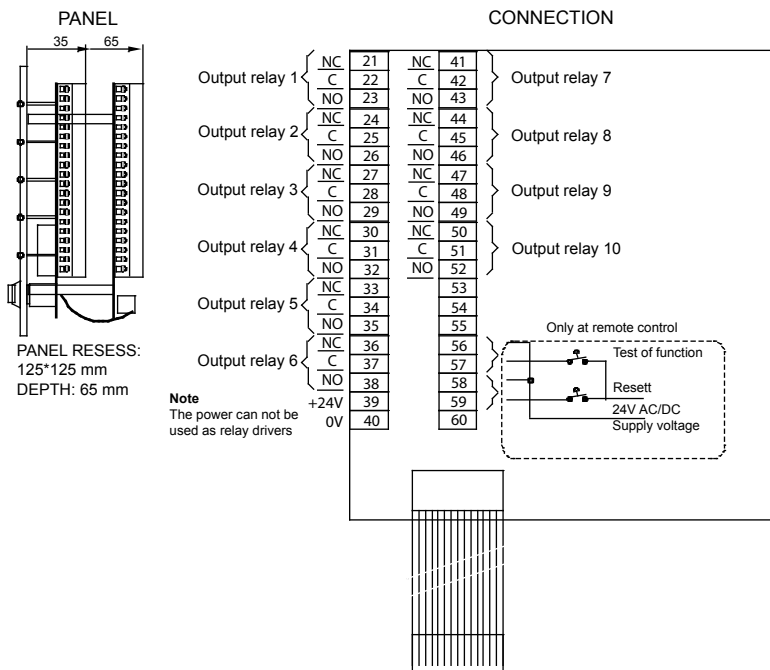 PANEL
35 65
PANEL RESESS:
125*125 mm
DEPTH: 65 mm
CONNECTION
Output relay 1
NC 21
C 22
NO 23
Output relay 2
NC 24
C 25
NO 26
Output relay 3
NC 27
C 28
NO 29
Output relay 4
NC 30
C 31
NO 32
Output relay 5
NC 33
C 34
NO 35
Output relay 6
NC 36
C 37
NO 38
+24V 39
0V 40
Note
The power can not be
used as relay drivers
NC 41
C 42
NO 43
Output relay 7
NC 44
C 45
NO 46
Output relay 8
NC 47
C 48
NO 49
Output relay 9
NC 50
C 51
NO 52
Output relay 10
53
54
55
56
57
58
59
60
Only at remote control
Test of function
Resett
24V AC/DC
Supply voltage